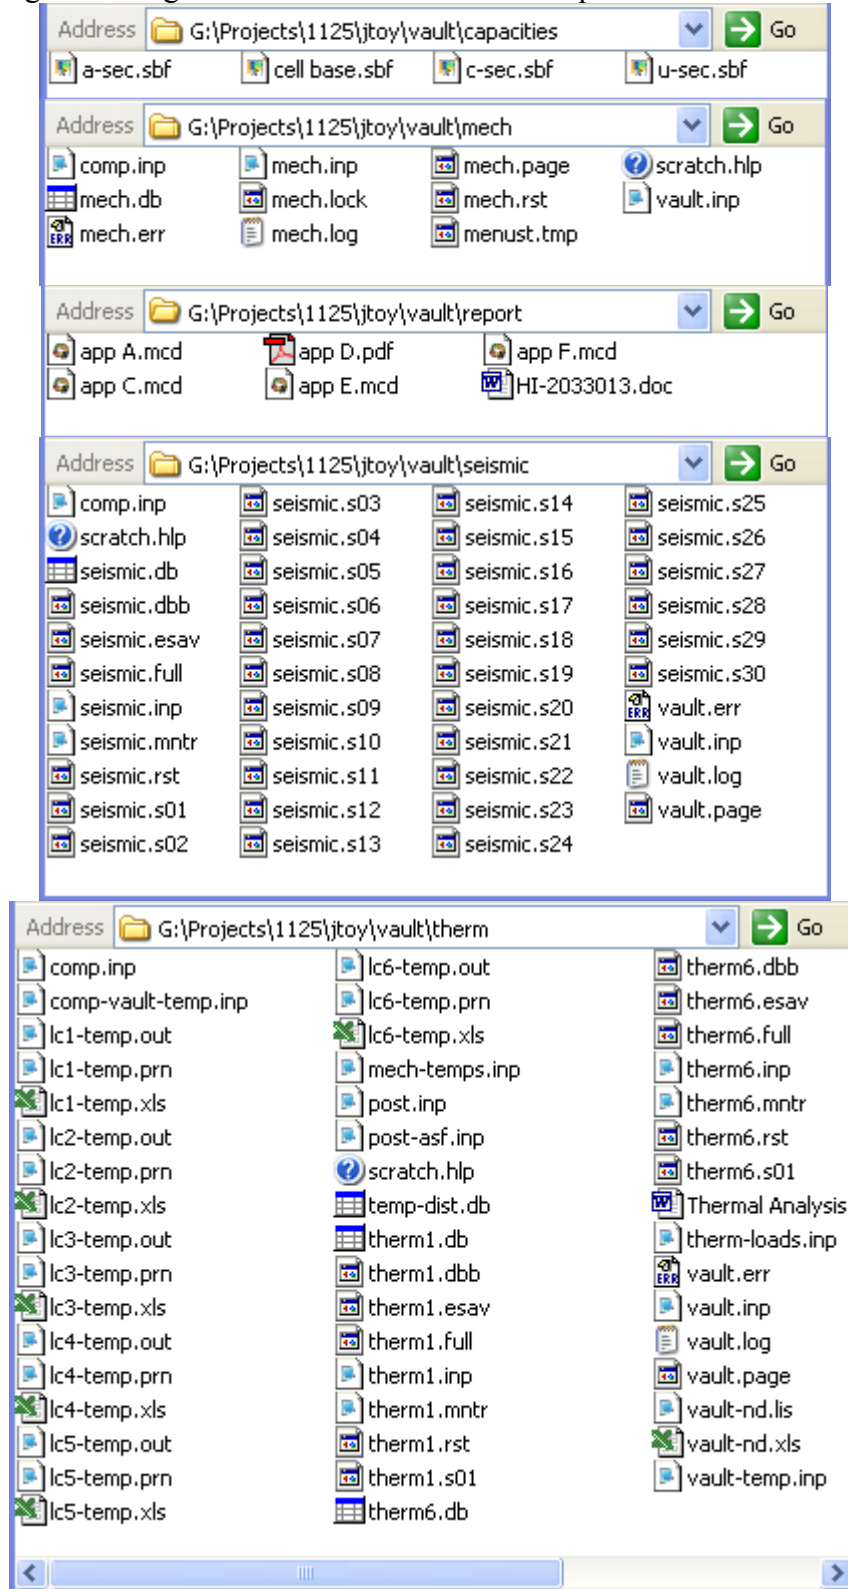 Address G:\Projects\1125\jtoy\vault\capacities Go
a-sec.sbf cell base.sbf c-sec.sbf u-sec.sbf
Address G:\Projects\1125\jtoy\vault\mech Go
comp.inp mech.inp mech.page scratch.hlp
mech.db mech.lock mech.rst vault.inp
mech.err mech.log menust.tmp
Address G:\Projects\1125\jtoy\vault\report Go
app A.mcd app D.pdf app F.mcd
app C.mcd app E.mcd HI-2033013.doc
Address G:\Projects\1125\jtoy\vault\seismic Go
comp.inp seismic.s03 seismic.s14 seismic.s25
scratch.hlp seismic.s04 seismic.s15 seismic.s26
seismic.db seismic.s05 seismic.s16 seismic.s27
seismic.dbb seismic.s06 seismic.s17 seismic.s28
seismic.esav seismic.s07 seismic.s18 seismic.s29
seismic.full seismic.s08 seismic.s19 seismic.s30
seismic.inp seismic.s09 seismic.s20 vault.err
seismic.mntr seismic.s10 seismic.s21 vault.inp
seismic.rst seismic.s11 seismic.s22 vault.log
seismic.s01 seismic.s12 seismic.s23 vault.page
seismic.s02 seismic.s13 seismic.s24
Address G:\Projects\1125\jtoy\vault\therm Go
comp.inp lc6-temp.out therm6.dbb
comp-vault-temp.inp lc6-temp.prn therm6.esav
lc1-temp.out lc6-temp.xls therm6.full
lc1-temp.prn mech-temps.inp therm6.inp
lc1-temp.xls post.inp therm6.mntr
lc2-temp.out post-asf.inp therm6.rst
lc2-temp.prn scratch.hlp therm6.s01
lc2-temp.xls temp-dist.db Thermal Analysis
lc3-temp.out therm1.db therm-loads.inp
lc3-temp.prn therm1.dbb vault.err
lc3-temp.xls therm1.esav vault.inp
lc4-temp.out therm1.full vault.log
lc4-temp.prn therm1.inp vault.page
lc4-temp.xls therm1.mntr vault-nd.lis
lc5-temp.out therm1.rst vault-nd.xls
lc5-temp.prn therm1.s01 vault-temp.inp
lc5-temp.xls therm6.db